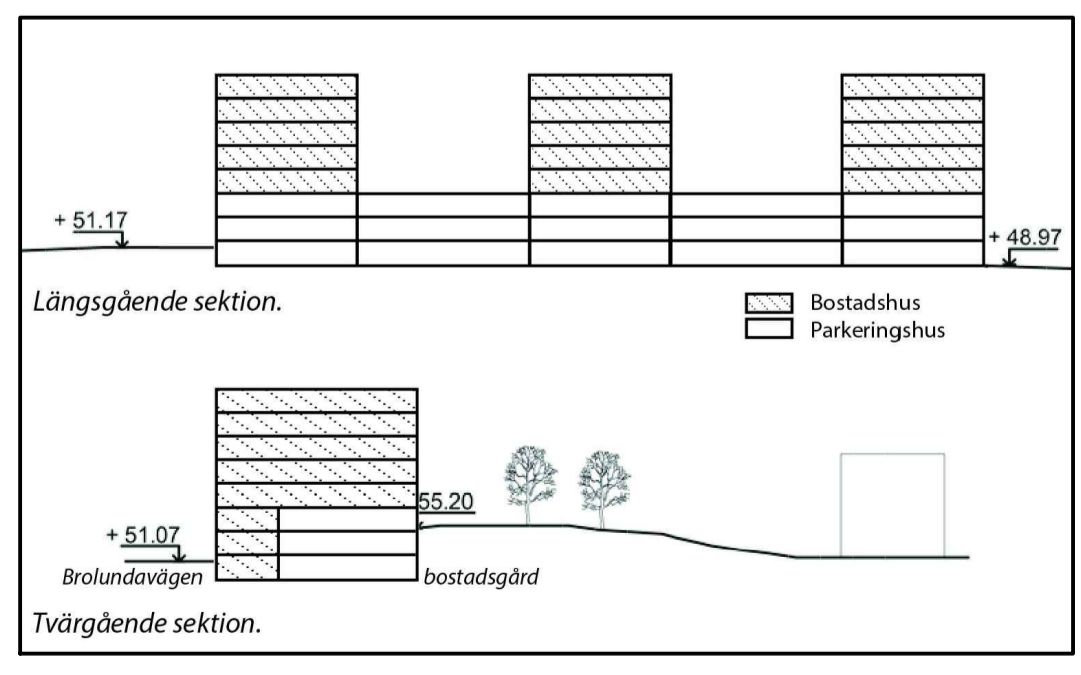 + 51.17
+ 48.97
Längsgående sektion.
Bostadshus
Parkeringshus
55.20
+ 51.07
Brolundavägen
bostadsgård
Tvärgående sektion.